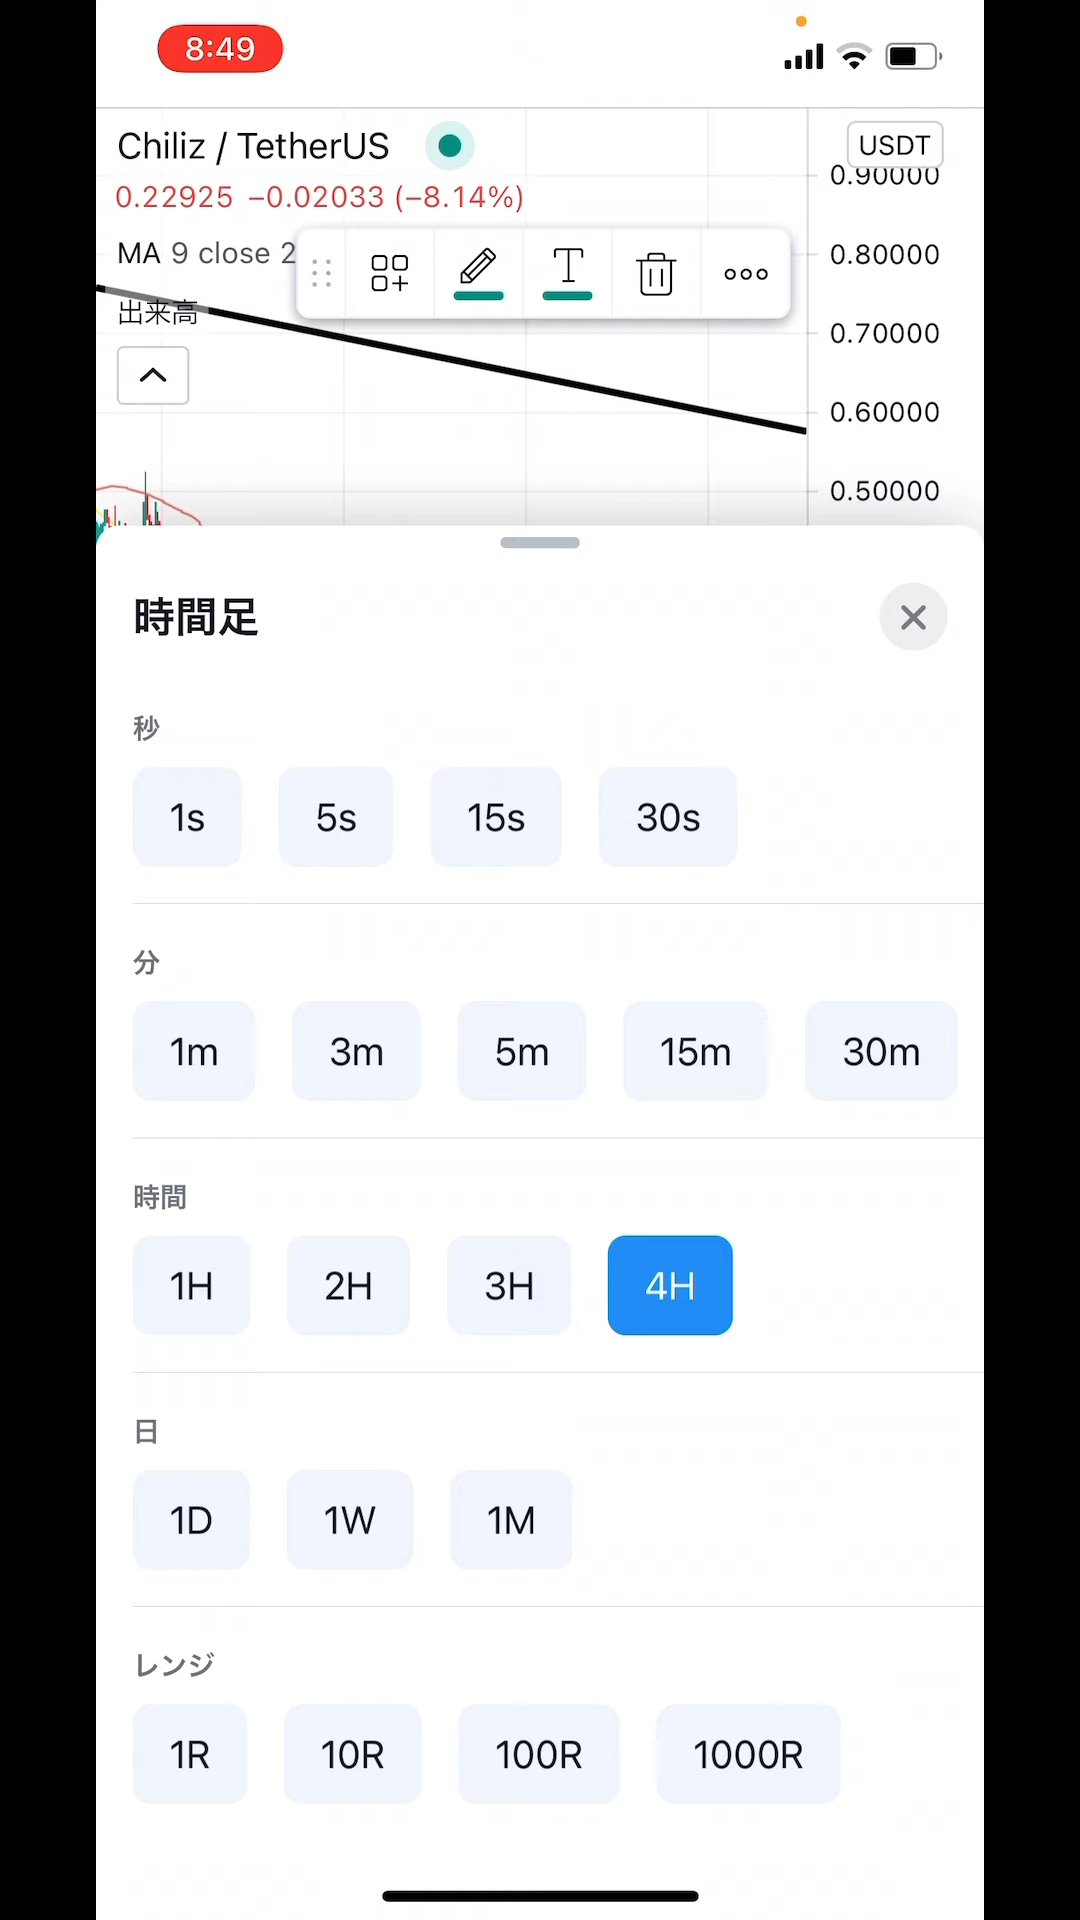 8:49
Chiliz / TetherUS
USDT
0.22925 −0.02033 (−8.14%)
0.90000
MA 9 close 2
0.80000
出来高
0.70000
0.60000
0.50000
時間足
秒
1s 5s 15s 30s
分
1m 3m 5m 15m 30m
時間
1H 2H 3H 4H
日
1D 1W 1M
レンジ
1R 10R 100R 1000R